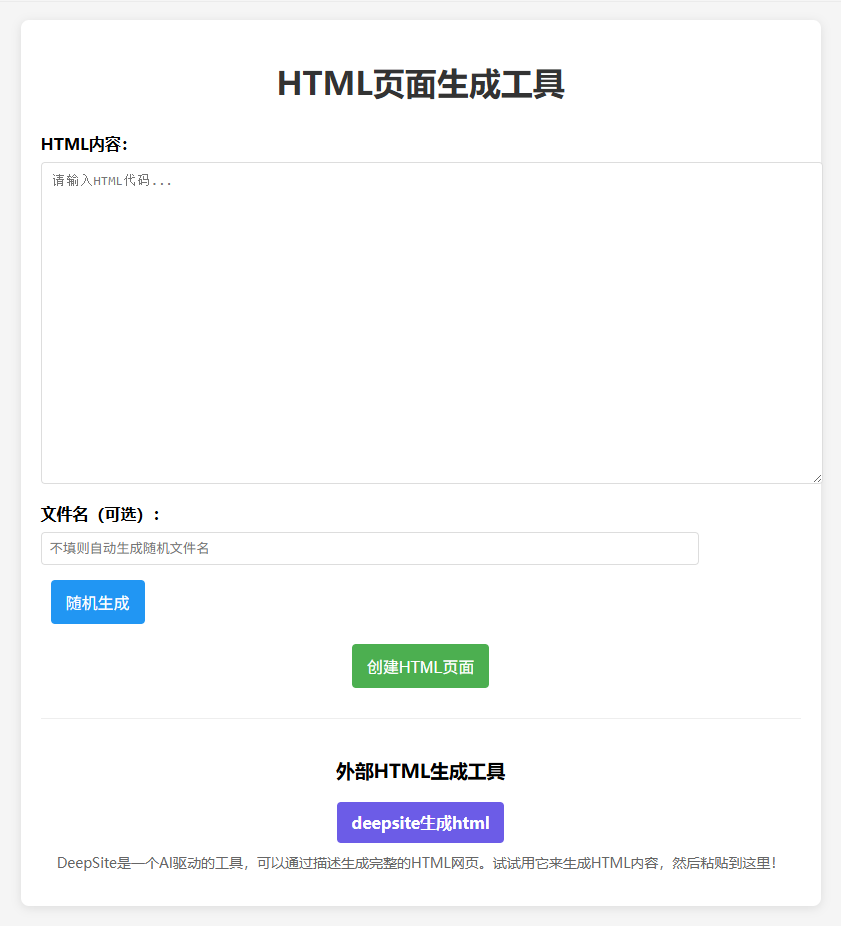 HTML页面生成工具
HTML内容：
请输入HTML代码...
文件名（可选）：
不填则自动生成随机文件名
随机生成
创建HTML页面
外部HTML生成工具
deepsite生成html
DeepSite是一个AI驱动的工具，可以通过描述生成完整的HTML网页。试试用它来生成HTML内容，然后粘贴到这里！